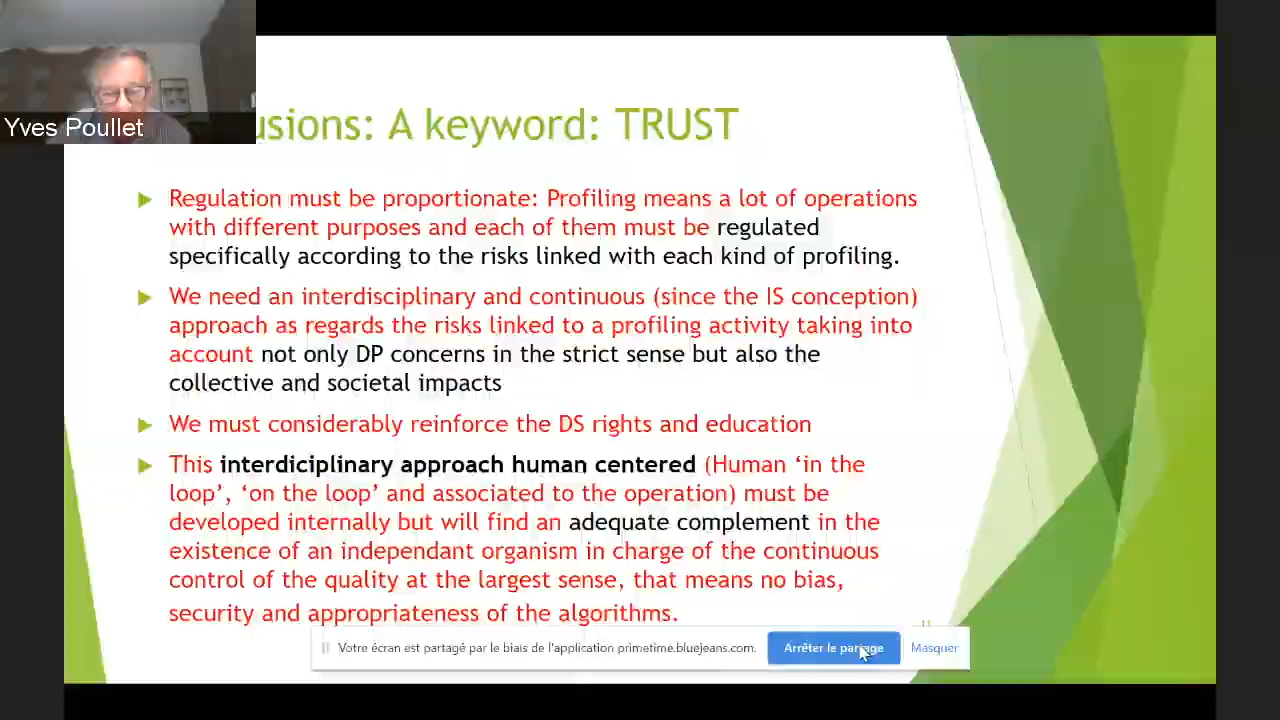 Yves Poullet
usions: A keyword: TRUST
Regulation must be proportionate: Profiling means a lot of operations
with different purposes and each of them must be regulated
specifically according to the risks linked with each kind of profiling.
We need an interdisciplinary and continuous (since the IS conception)
approach as regards the risks linked to a profiling activity taking into
account not only DP concerns in the strict sense but also the
collective and societal impacts
We must considerably reinforce the DS rights and education
This interdiciplinary approach human centered (Human ‘in the
loop’, ‘on the loop’ and associated to the operation) must be
developed internally but will find an adequate complement in the
existence of an independant organism in charge of the continuous
control of the quality at the largest sense, that means no bias,
security and appropriateness of the algorithms.
11
Votre écran est partagé par le biais de l'application primetime.bluejeans.com.
Arrêter le partage
Masquer